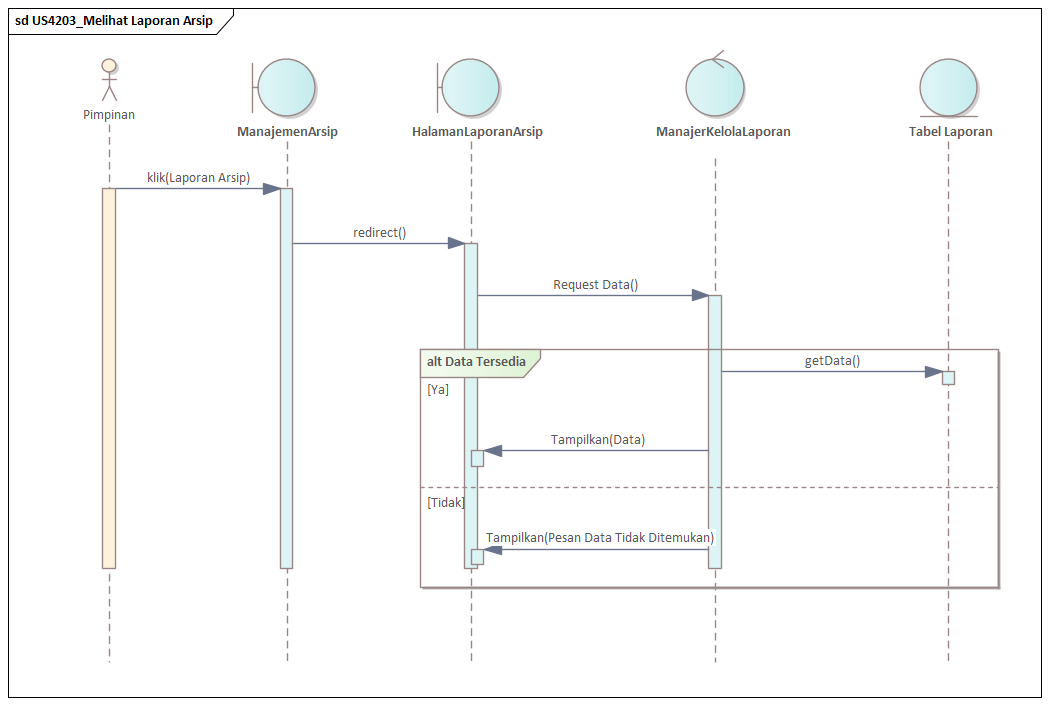 sd US4203_Melihat Laporan Arsip
Pimpinan
ManajemenArsip
HalamanLaporanArsip
ManajerKelolaLaporan
Tabel Laporan
klik(Laporan Arsip)
redirect()
Request Data()
alt Data Tersedia
getData()
[Ya]
Tampilkan(Data)
[Tidak]
Tampilkan(Pesan Data Tidak Ditemukan)